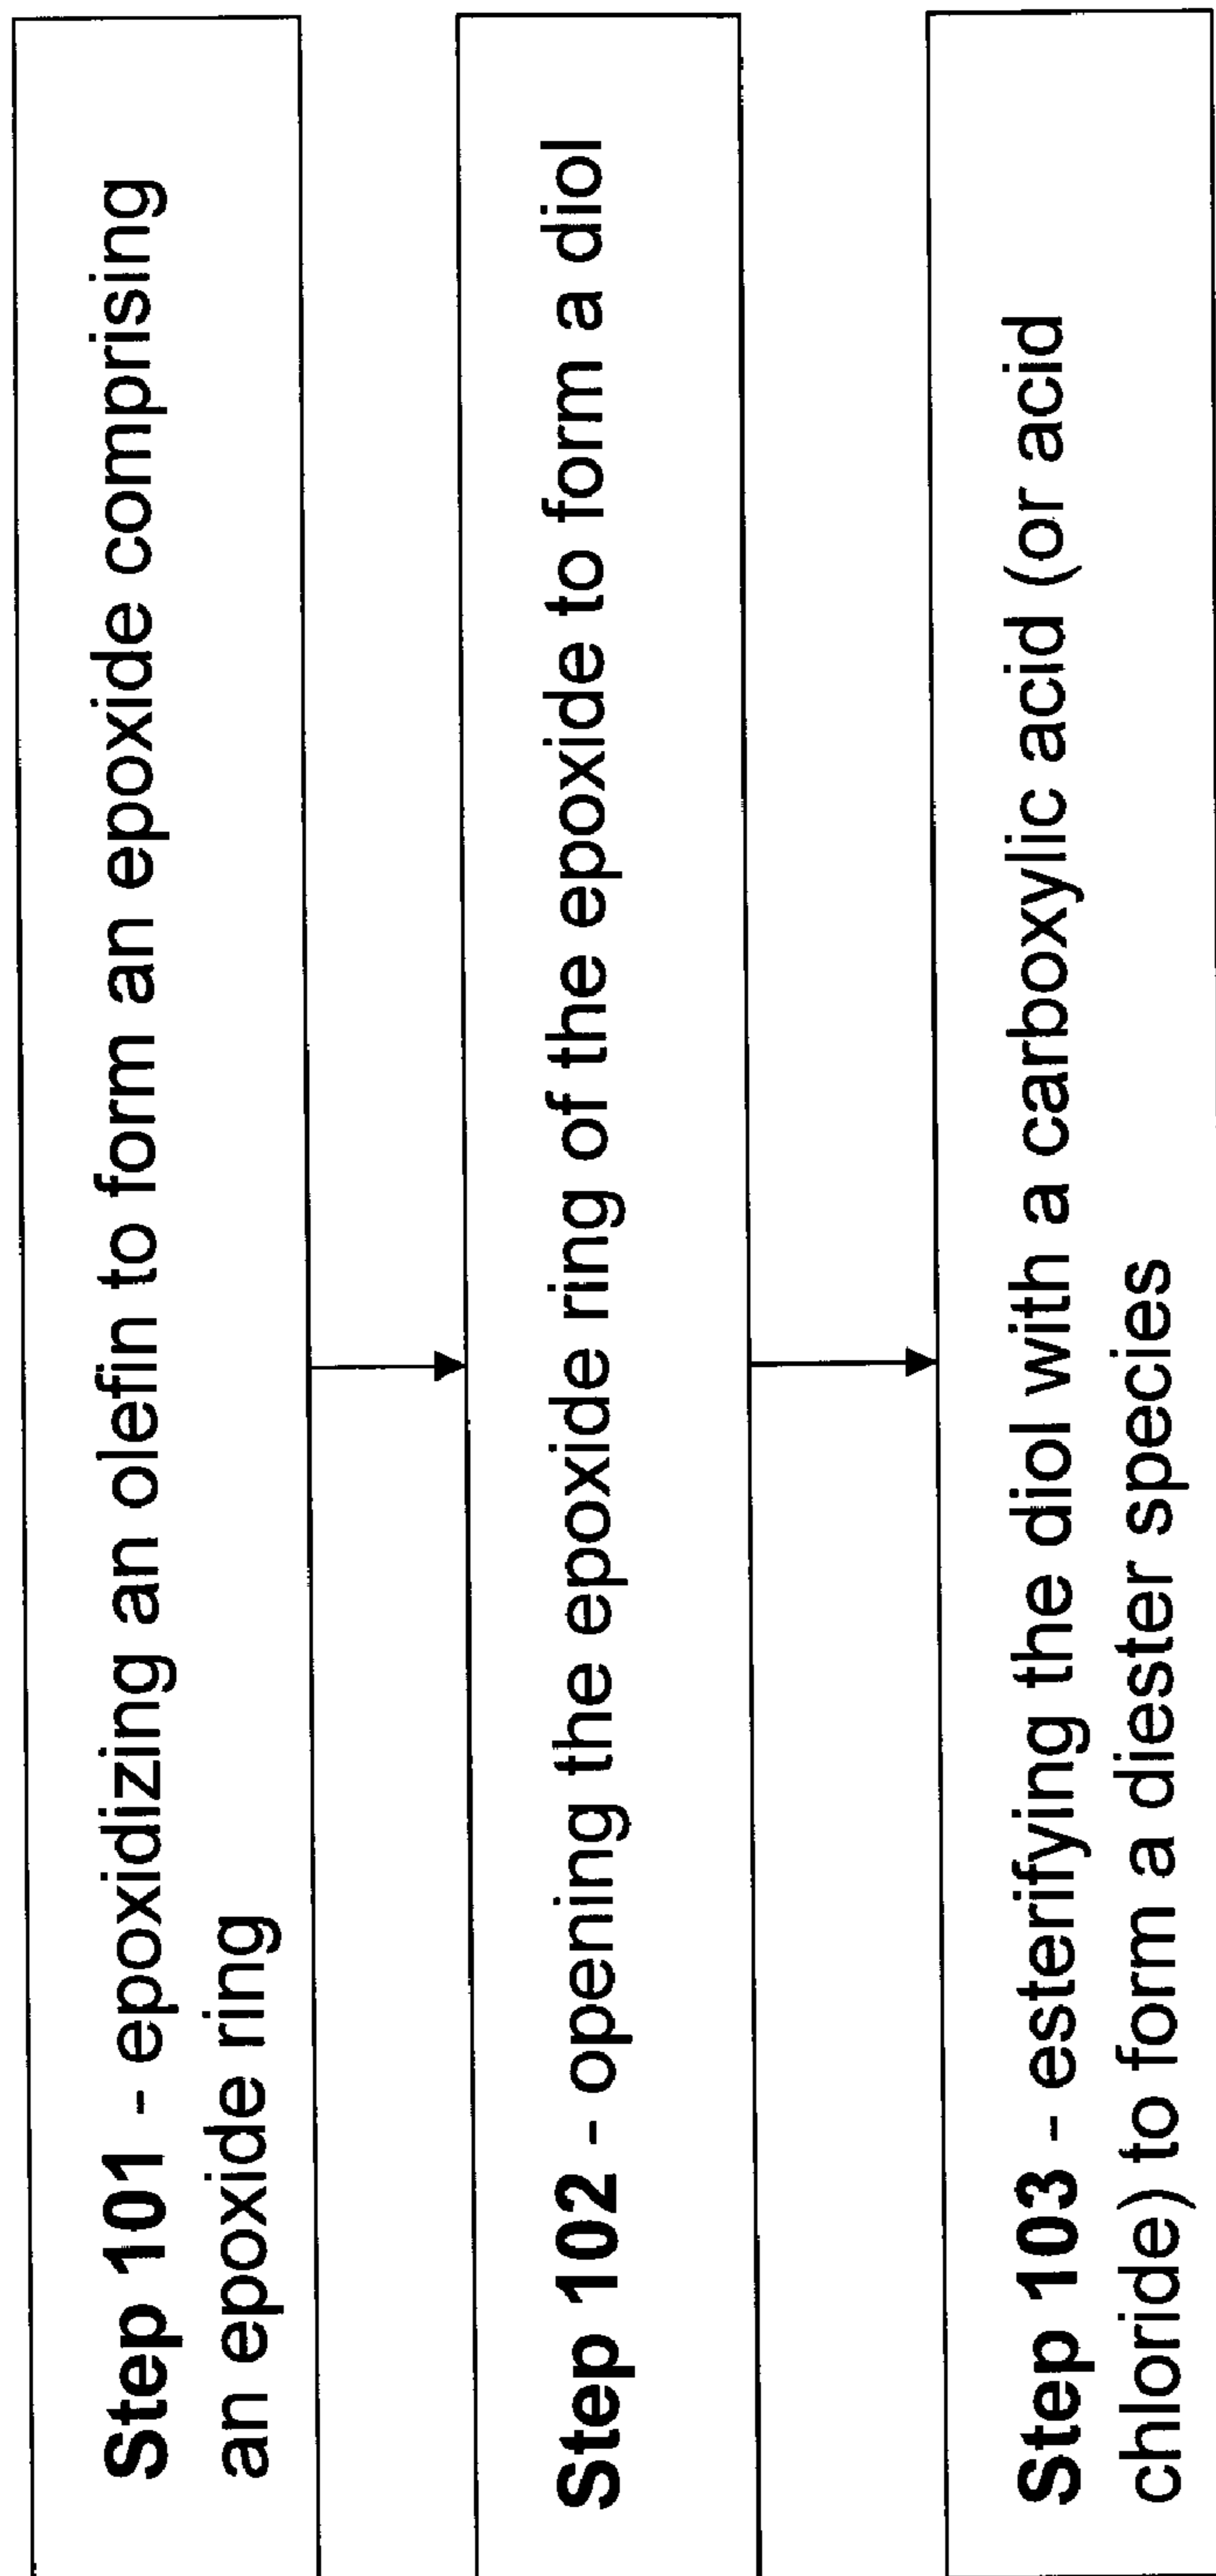 Step 101 - epoxidizing an olefin to form an epoxide comprising
an epoxide ring
Step 102 - opening the epoxide ring of the epoxide to form a diol
Step 103 - esterifying the diol with a carboxylic acid (or acid
chloride) to form a diester species